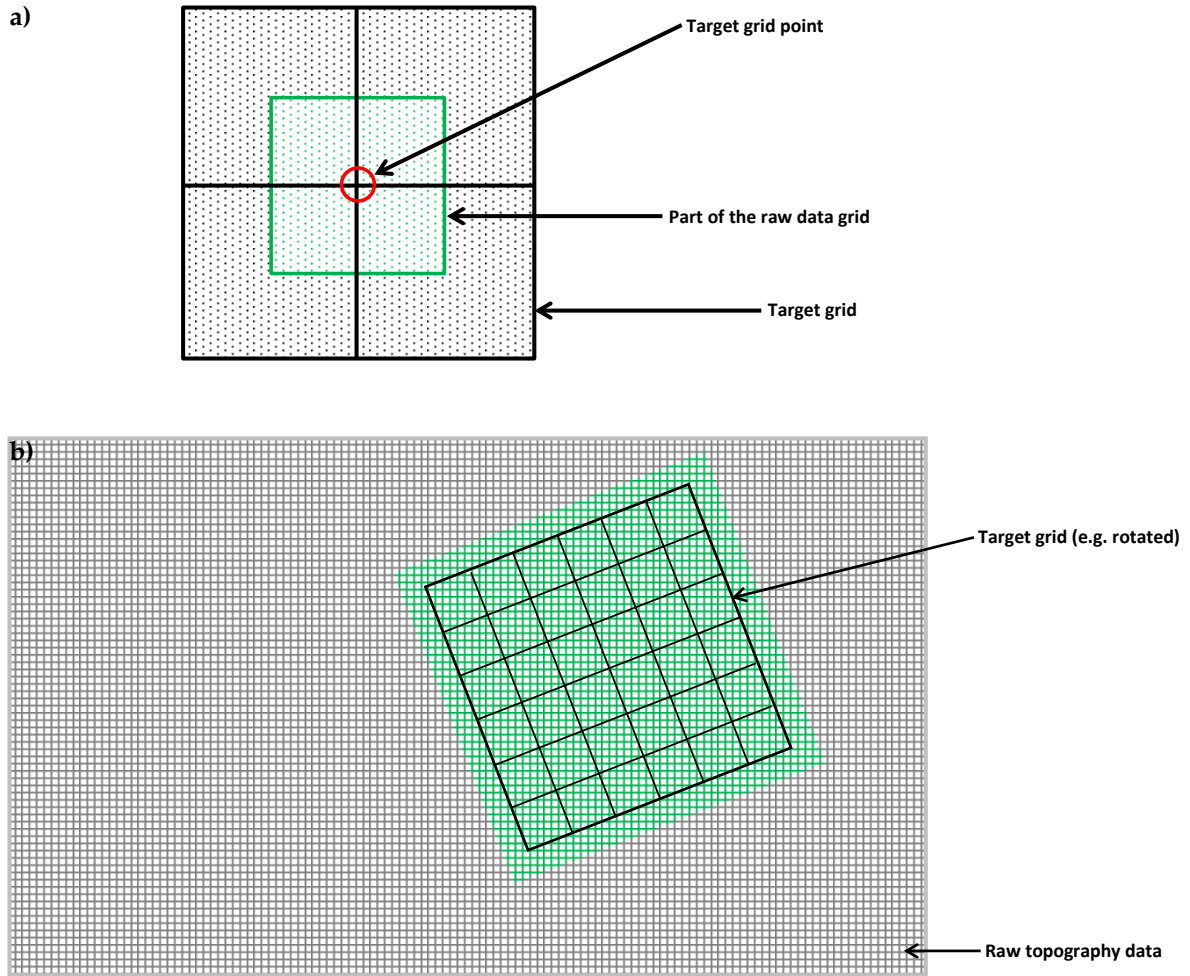 a)
Target grid point
Part of the raw data grid
Target grid
b)
Target grid (e.g. rotated)
Raw topography data